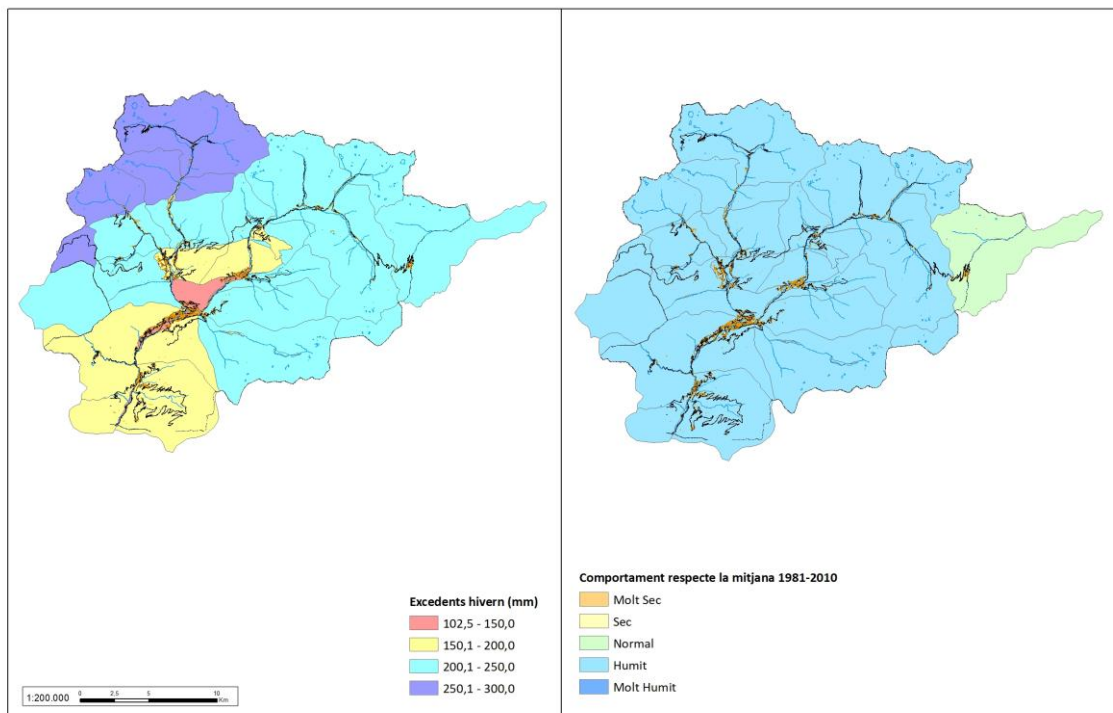 Excedents hivern (mm)
102,5 - 150,0
150,1 - 200,0
200,1 - 250,0
250,1 - 300,0
1:200.000
0 2,5 5 10
Km
Comportament respecte la mitjana 1981-2010
Molt Sec
Sec
Normal
Humit
Molt Humit